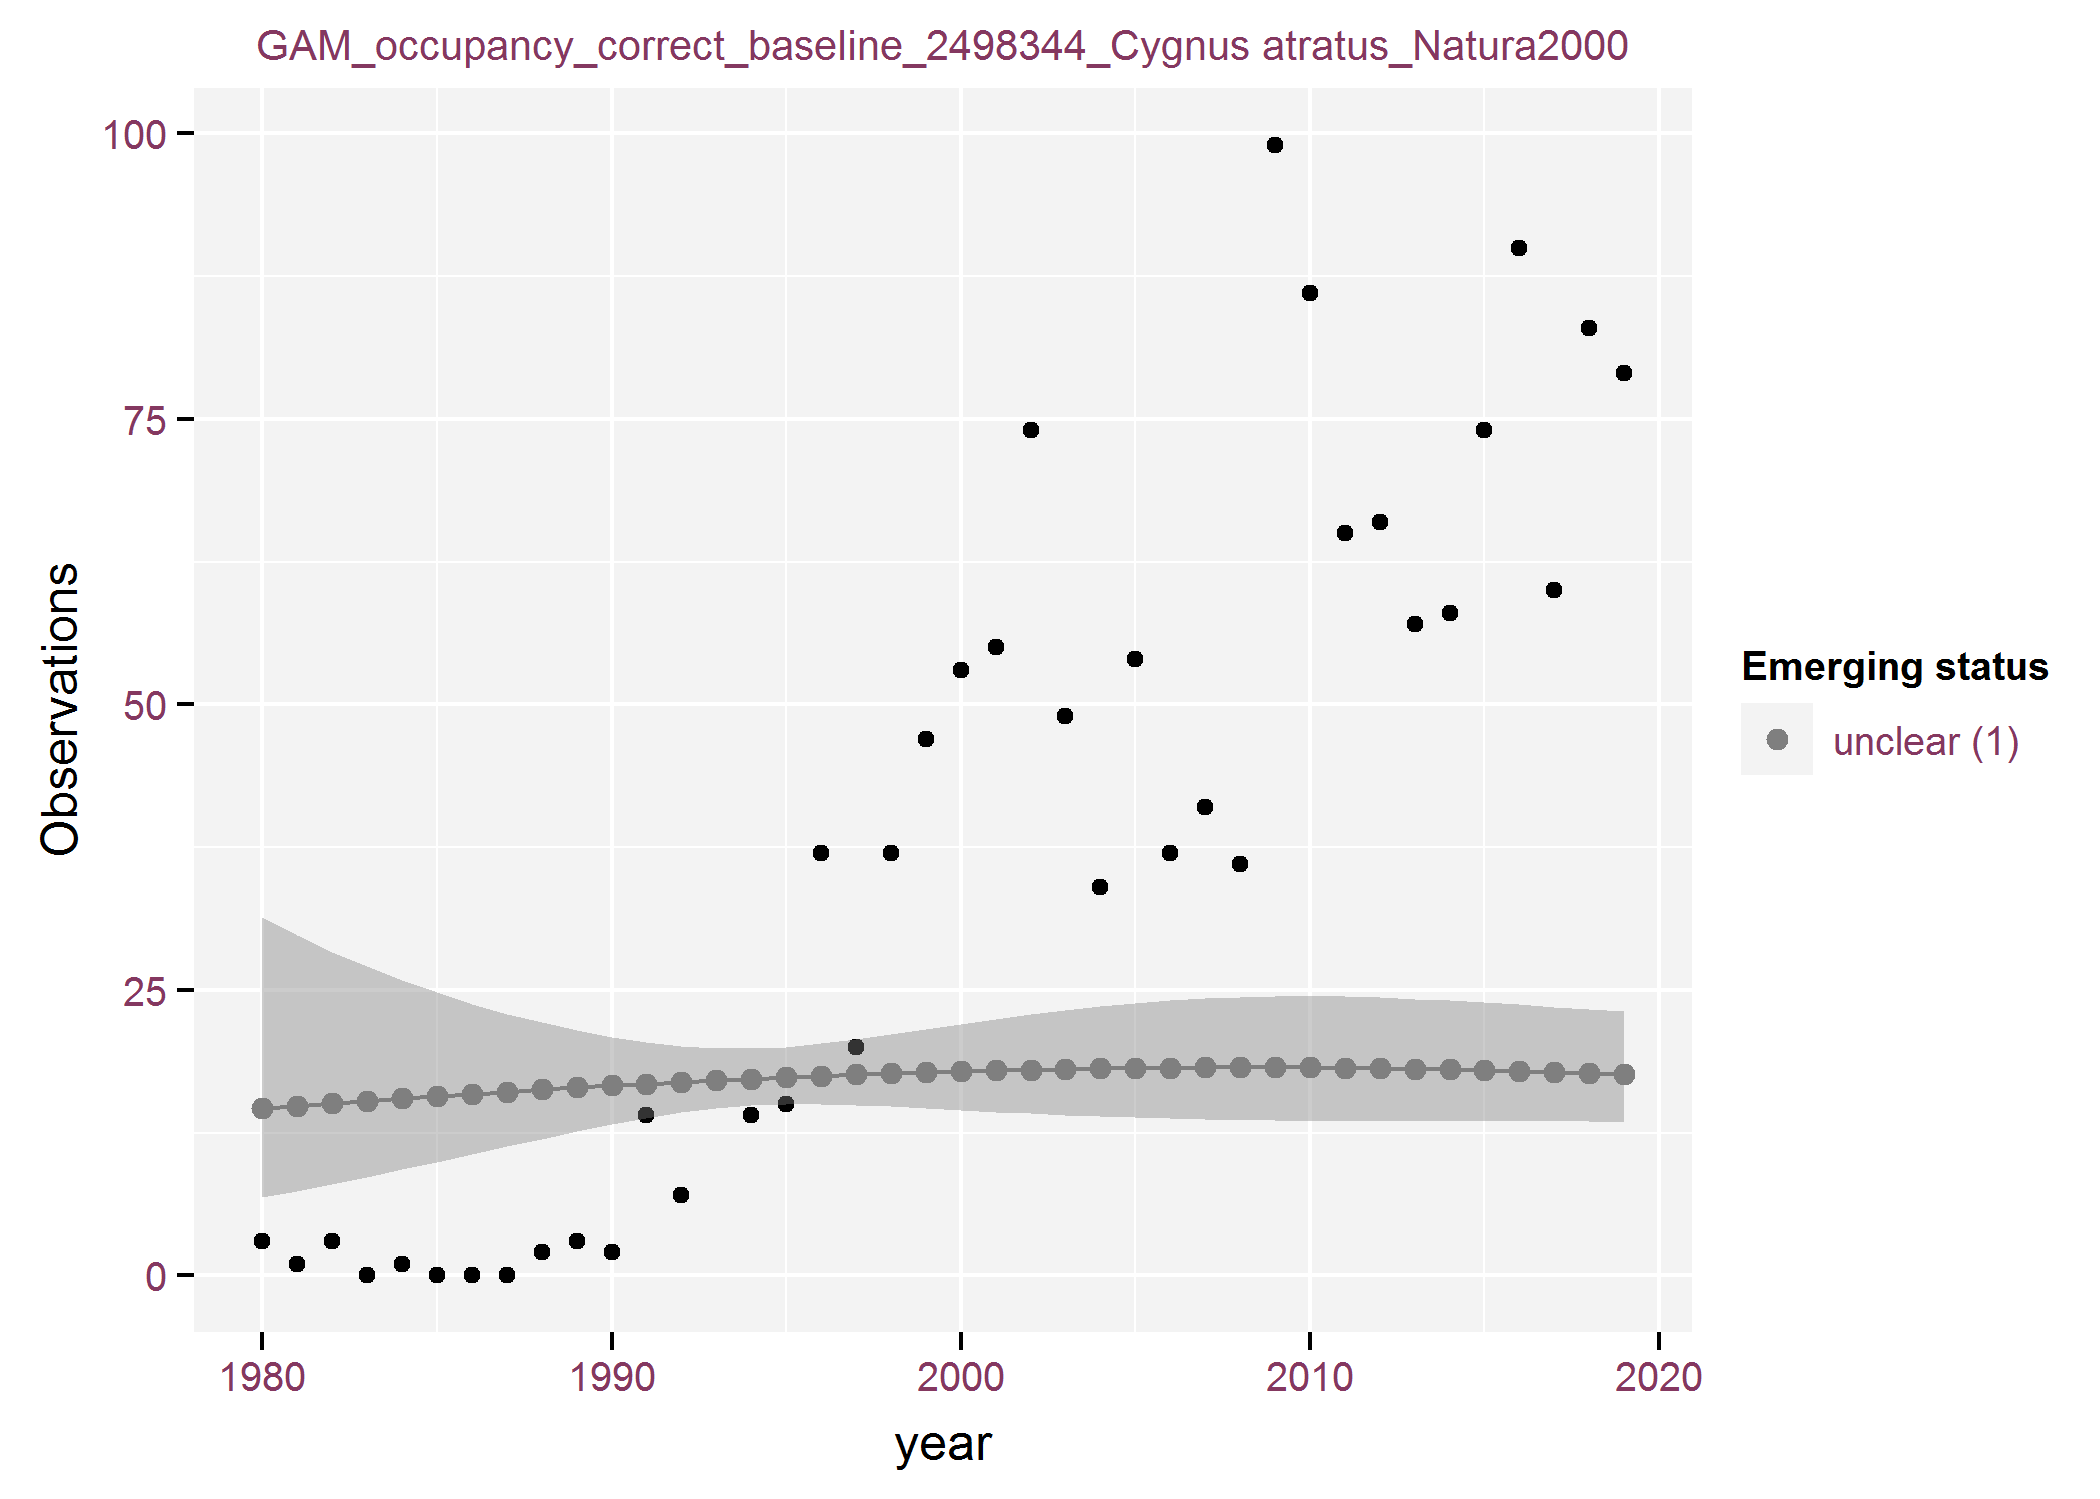 GAM_occupancy_correct_baseline_2498344_Cygnus atratus_Natura2000
100
75
50
25
0
Observations
1980 1990 2000 2010 2020
year
Emerging status
unclear (1)